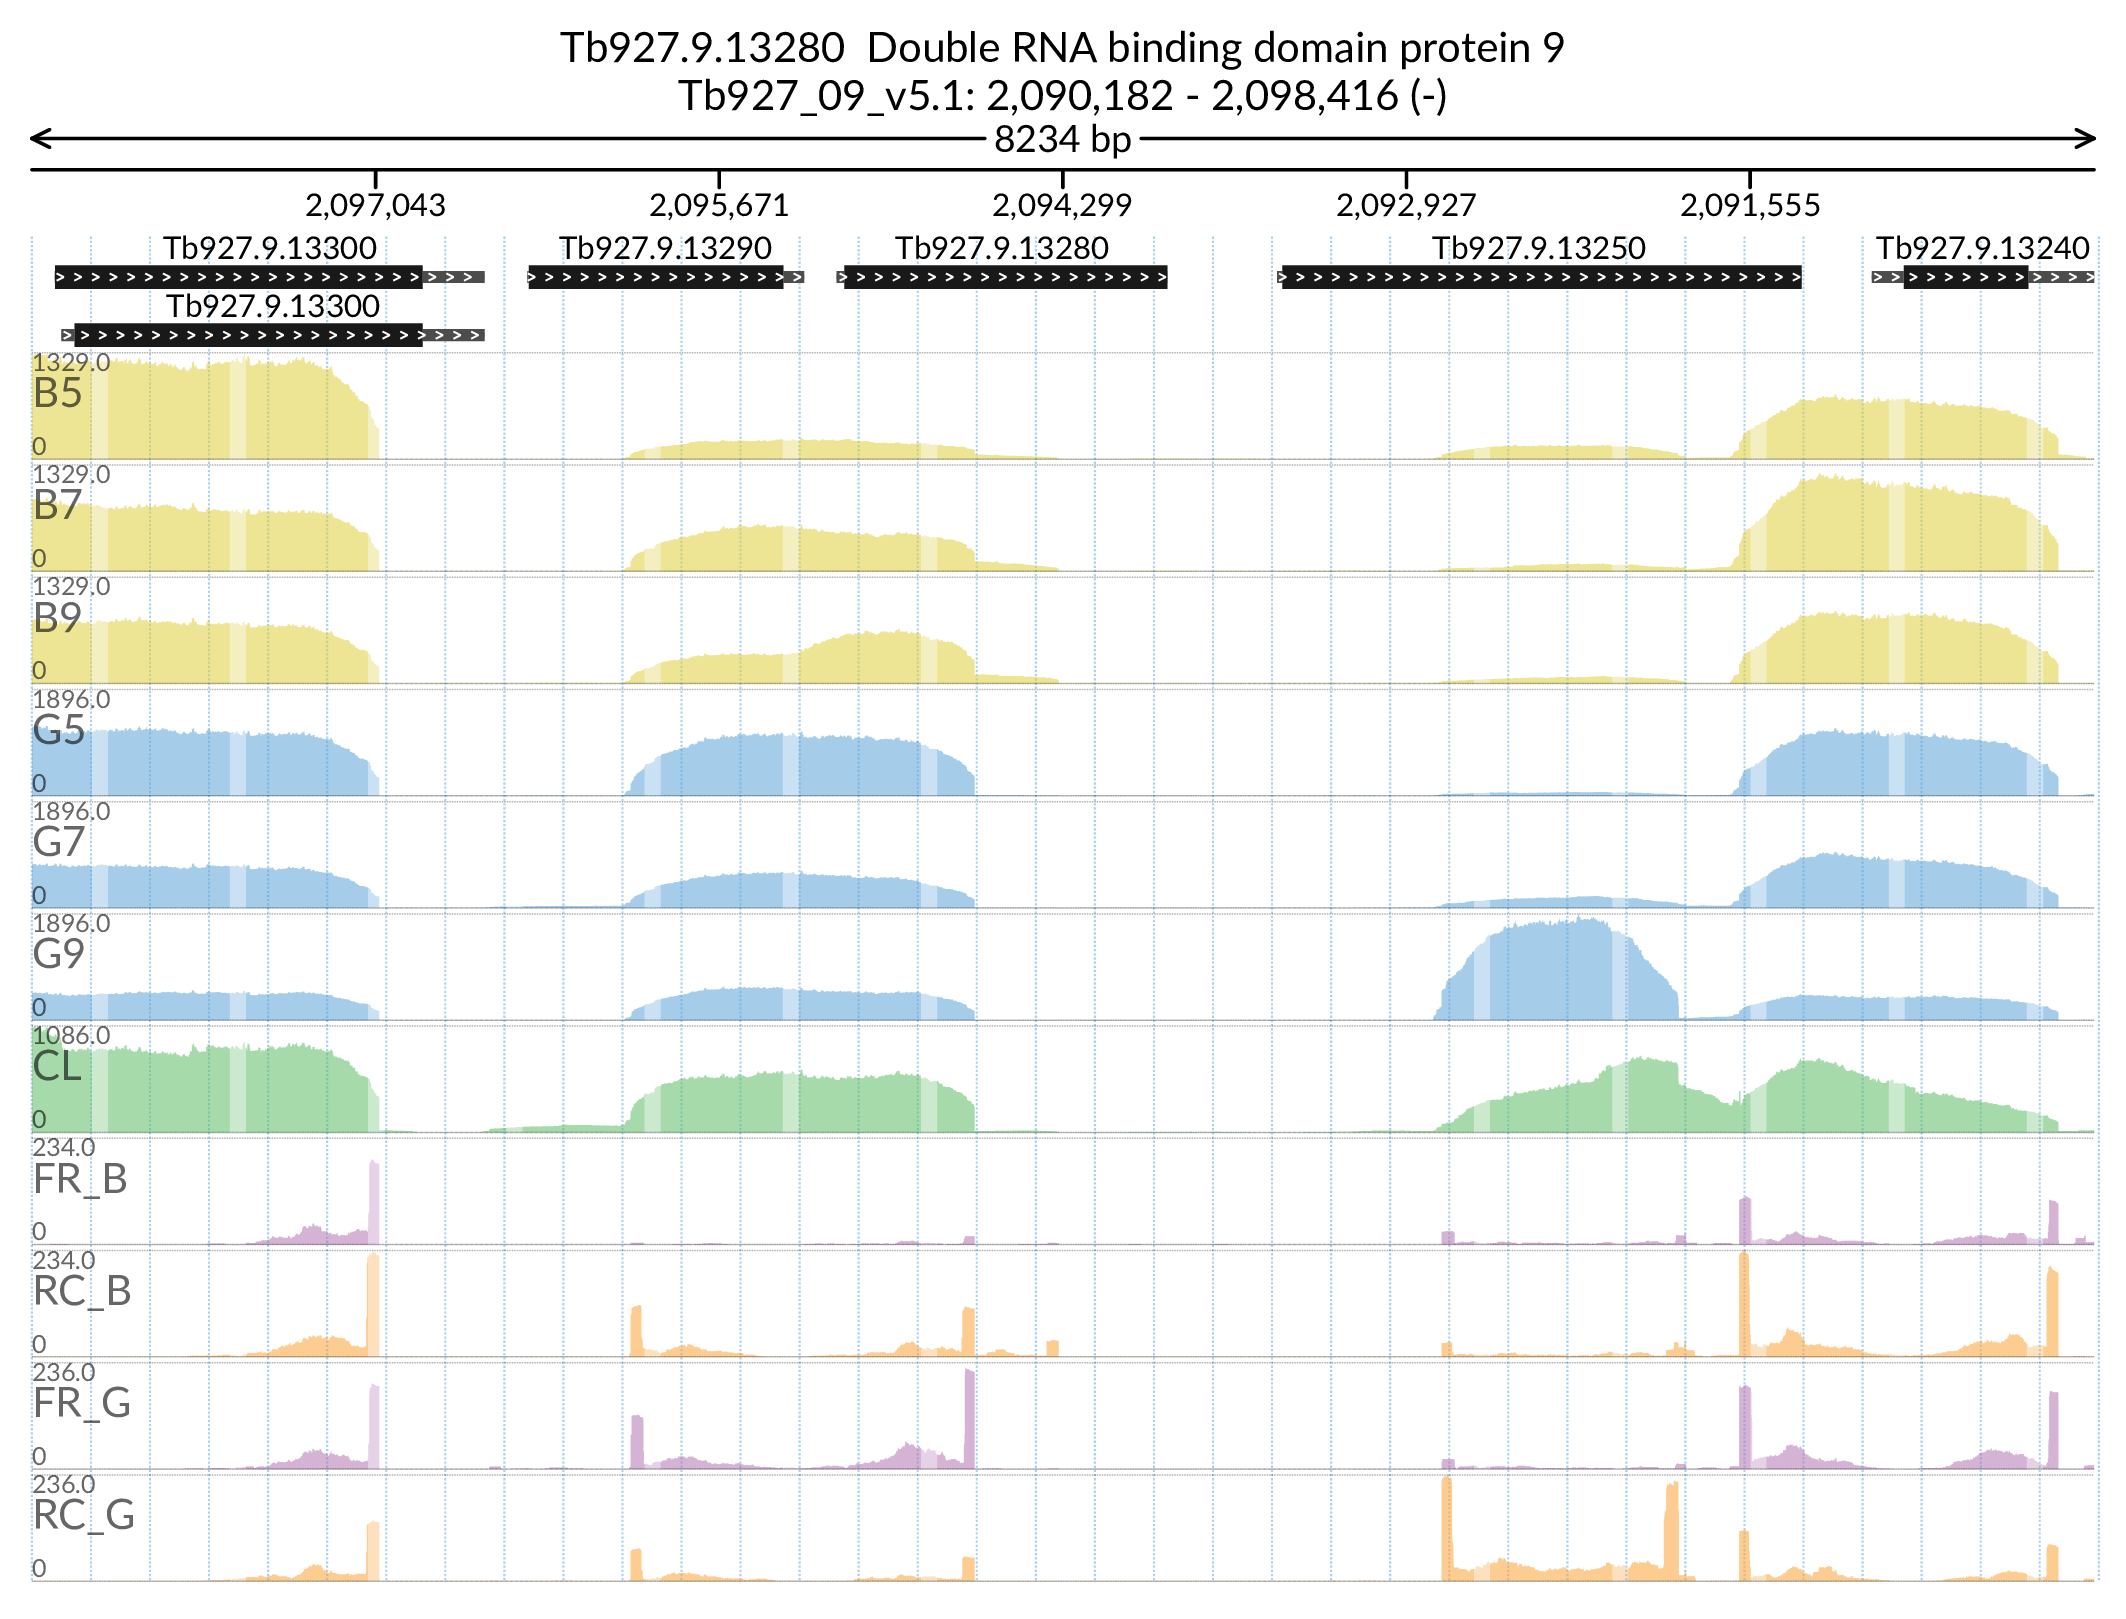 Tb927.9.13280  Double RNA binding domain protein 9
Tb927_09_v5.1: 2,090,182 - 2,098,416 (-)
8234 bp
2,097,043 2,095,671 2,094,299 2,092,927 2,091,555
Tb927.9.13300 Tb927.9.13290 Tb927.9.13280 Tb927.9.13250 Tb927.9.13240
Tb927.9.13300
1329.0
B5
0
1329.0
B7
0
1329.0
B9
0
1896.0
G5
0
1896.0
G7
0
1896.0
G9
0
1086.0
CL
0
234.0
FR_B
0
234.0
RC_B
0
236.0
FR_G
0
236.0
RC_G
0